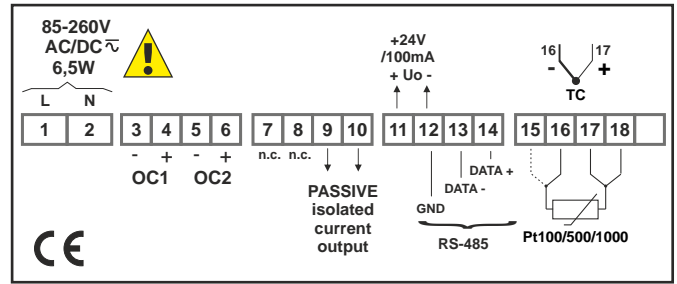 85-260V
AC/DC
6,5W
L N
+24V
/100mA
+ Uo -
16 17
- +
TC
1 2 3 4 5 6 7 8 9 10 11 12 13 14 15 16 17 18
- + - +
OC1 OC2
n.c. n.c.
PASSIVE
isolated
current
output
DATA +
DATA -
GND
RS-485
Pt100/500/1000
CE